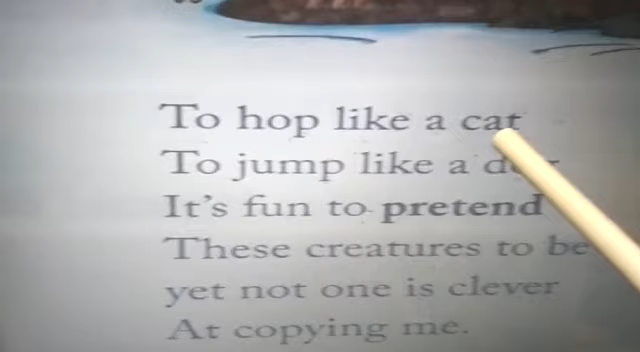 To hop like a cat
To jump like a
It's fun to pretend
These creatures to be
yet not one is clever
At copying me.